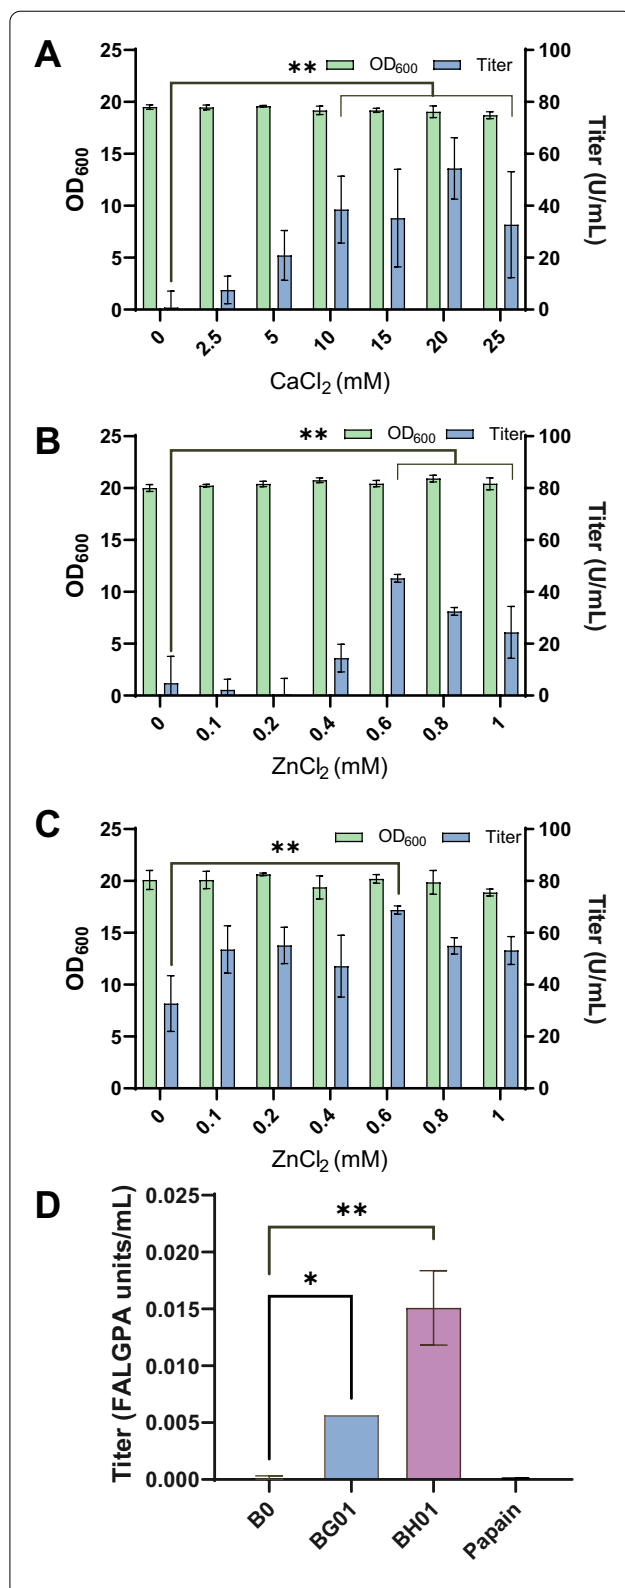 A
** OD600 Titer
25
20
15
10
5
0
OD600
100
80
60
40
20
0
Titer (U/mL)
0 2.5 5 10 15 20 25
CaCl2 (mM)
B
** OD600 Titer
25
20
15
10
5
0
OD600
100
80
60
40
20
0
Titer (U/mL)
0 0.1 0.2 0.4 0.6 0.8 1
ZnCl2 (mM)
C
** OD600 Titer
25
20
15
10
5
0
OD600
100
80
60
40
20
0
Titer (U/mL)
0 0.1 0.2 0.4 0.6 0.8 1
ZnCl2 (mM)
D
**
*
0.025
0.020
0.015
0.010
0.005
0.000
Titer (FALGPA units/mL)
B0 BG01 BH01 Papain